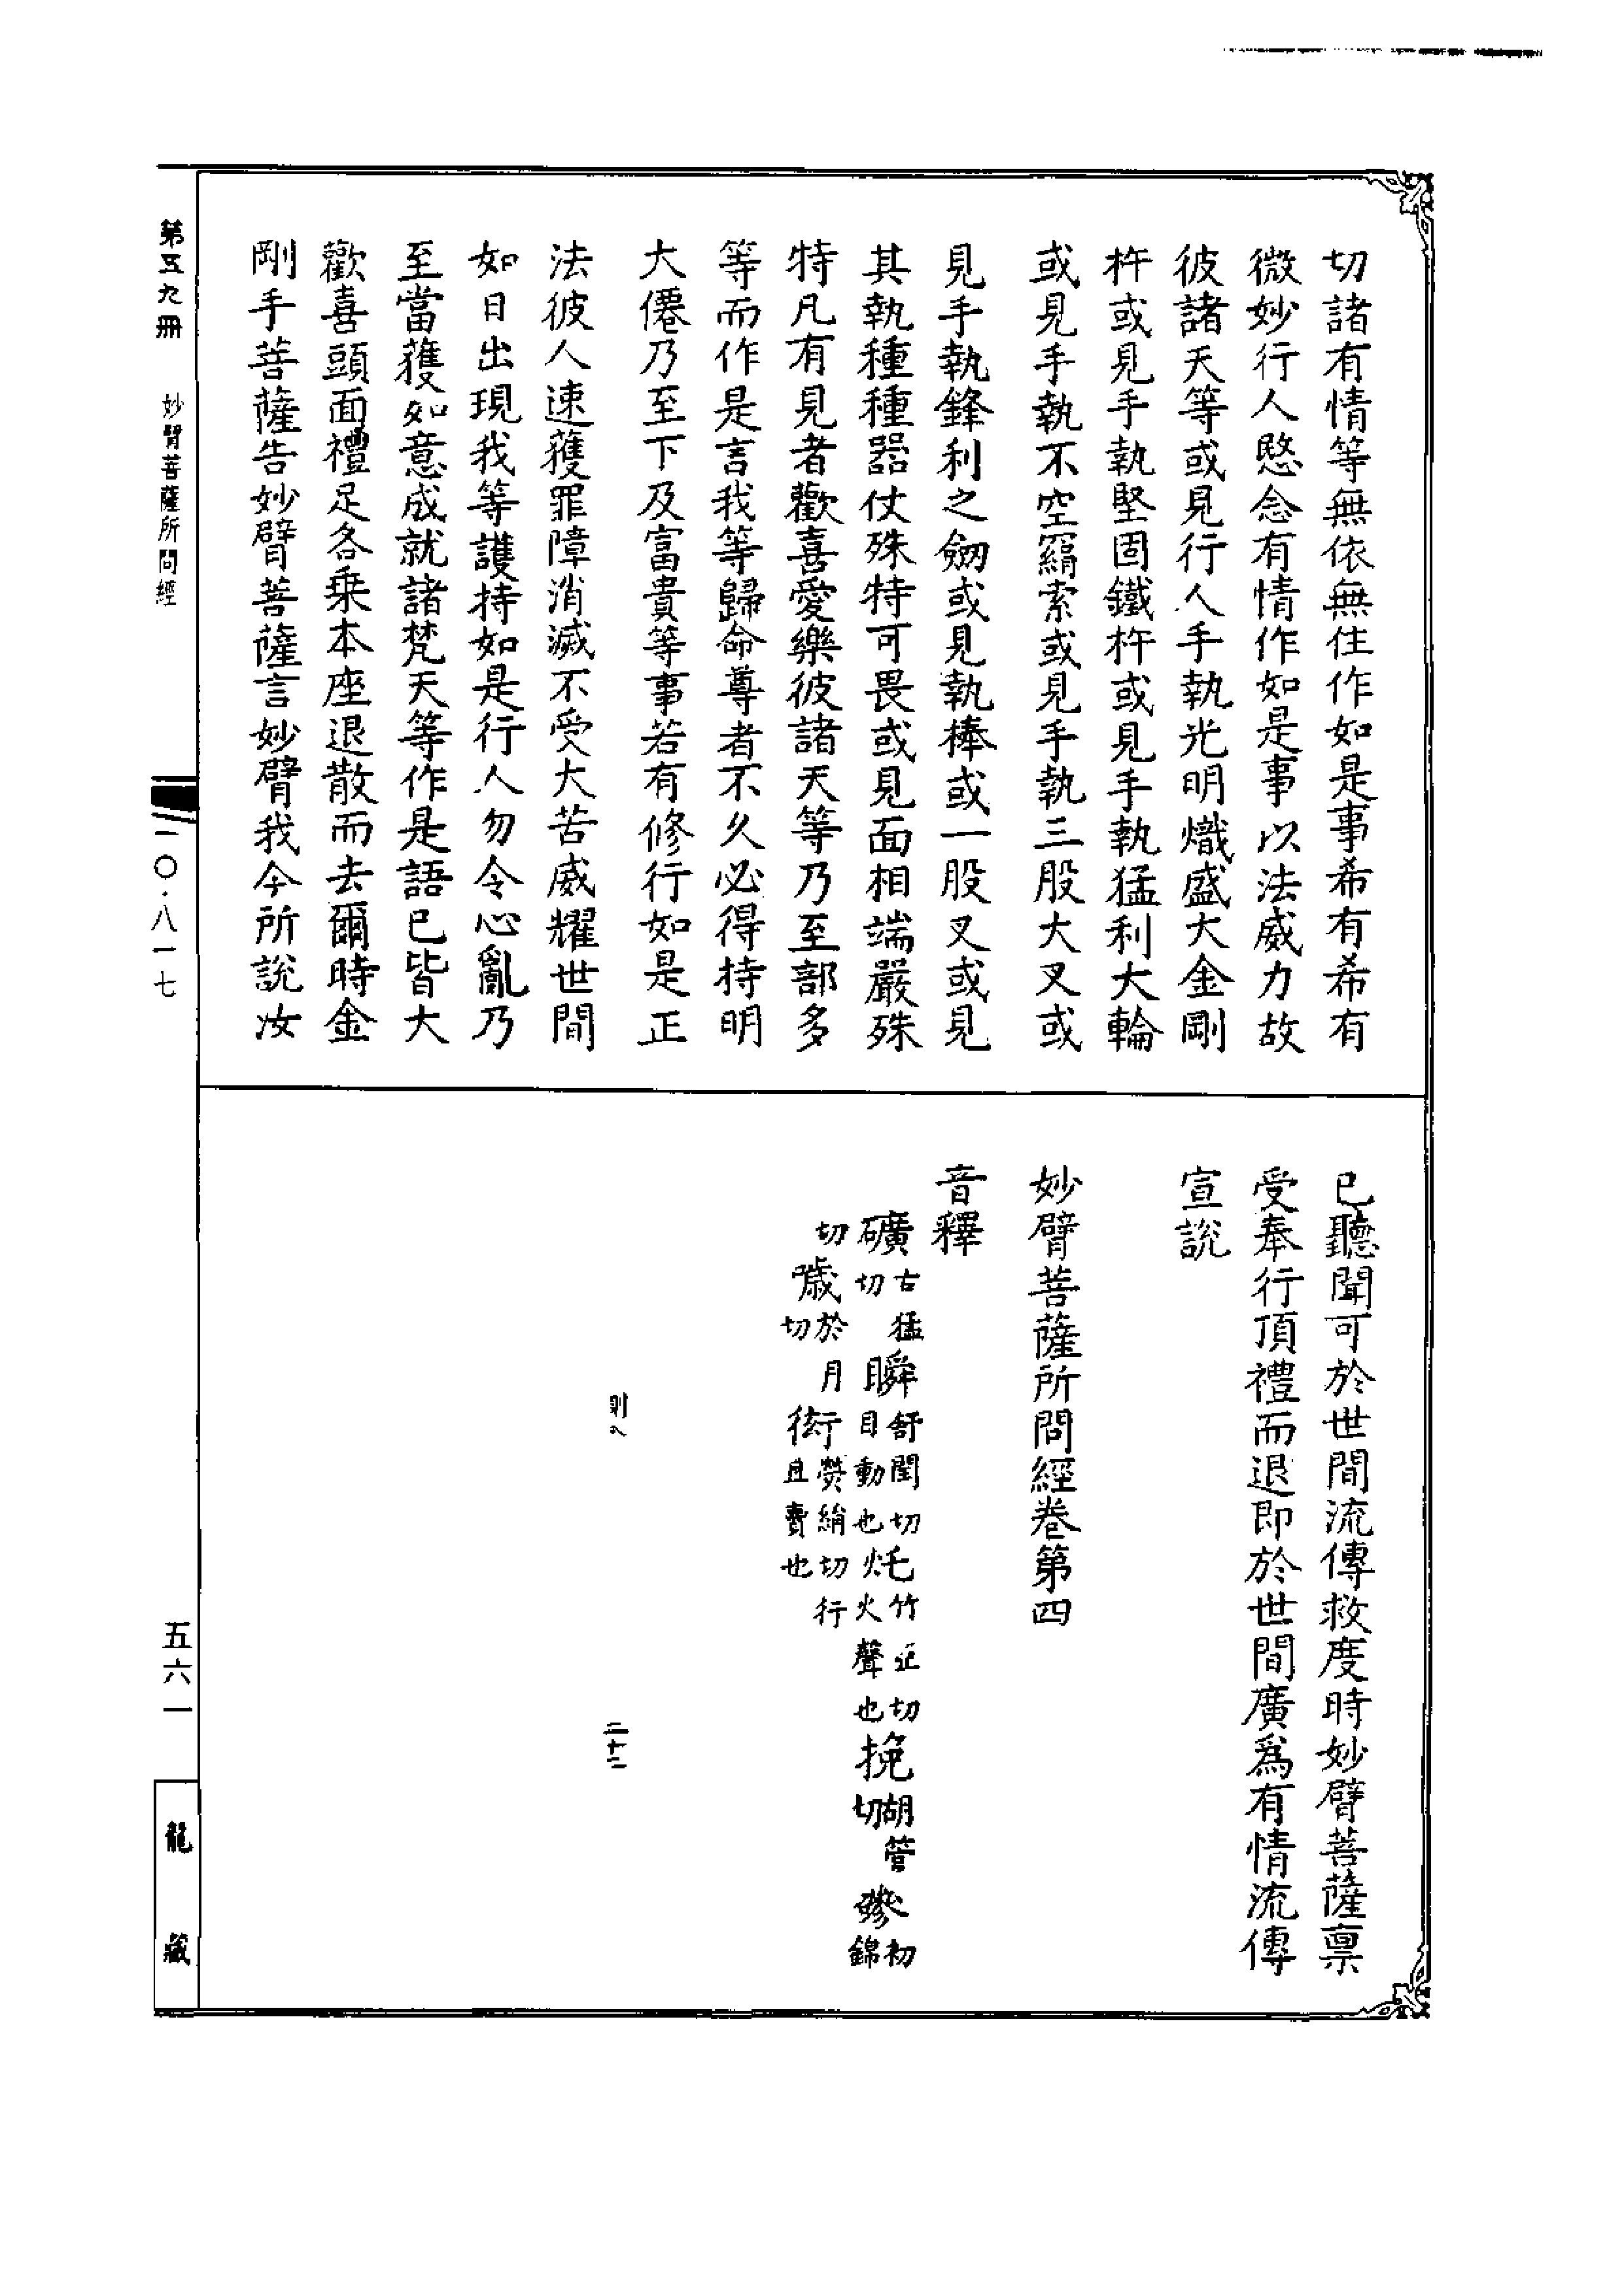 切諸有情等無依無住作如是事希有希有
微妙行人愍念有情作如是事以法威力故
彼諸天等或見行人手執光明熾盛大金剛
杵或見手執堅固鐵杵或見手執猛利大輪
或見手執不空罥索或見手執三股大叉或
見手執鋒利之劒或見執棒或一股叉或見
其執種種器仗殊特可畏或見面相端嚴殊
特凡有見者歡喜愛樂彼諸天等乃至部多
等而作是言我等歸命尊者不久必得持明
大僊乃至下及富貴等事若有修行如是正
法彼人速獲罪障消滅不受大苦威耀世間
如日出現我等護持如是行人勿令心亂乃
至當獲如意成就諸梵天等作是語已皆大
歡喜頭面禮足各乘本座退散而去爾時金
剛手菩薩告妙臂菩薩言妙臂我今所說汝
已聽聞可於世間流傳救度時妙臂菩薩稟
受奉行頂禮而退即於世間廣爲有情流傳
宣說
妙臂菩薩所問經卷第四
音釋
礦古猛切瞬舒閏切目動也灹竹亞切火聲也挽胡管切墋初錦
切噦於月切衒熒絹切行且賣也
則八
二十二
第五九冊
妙臂菩薩所問經
一〇·八一七
五六一
龍藏